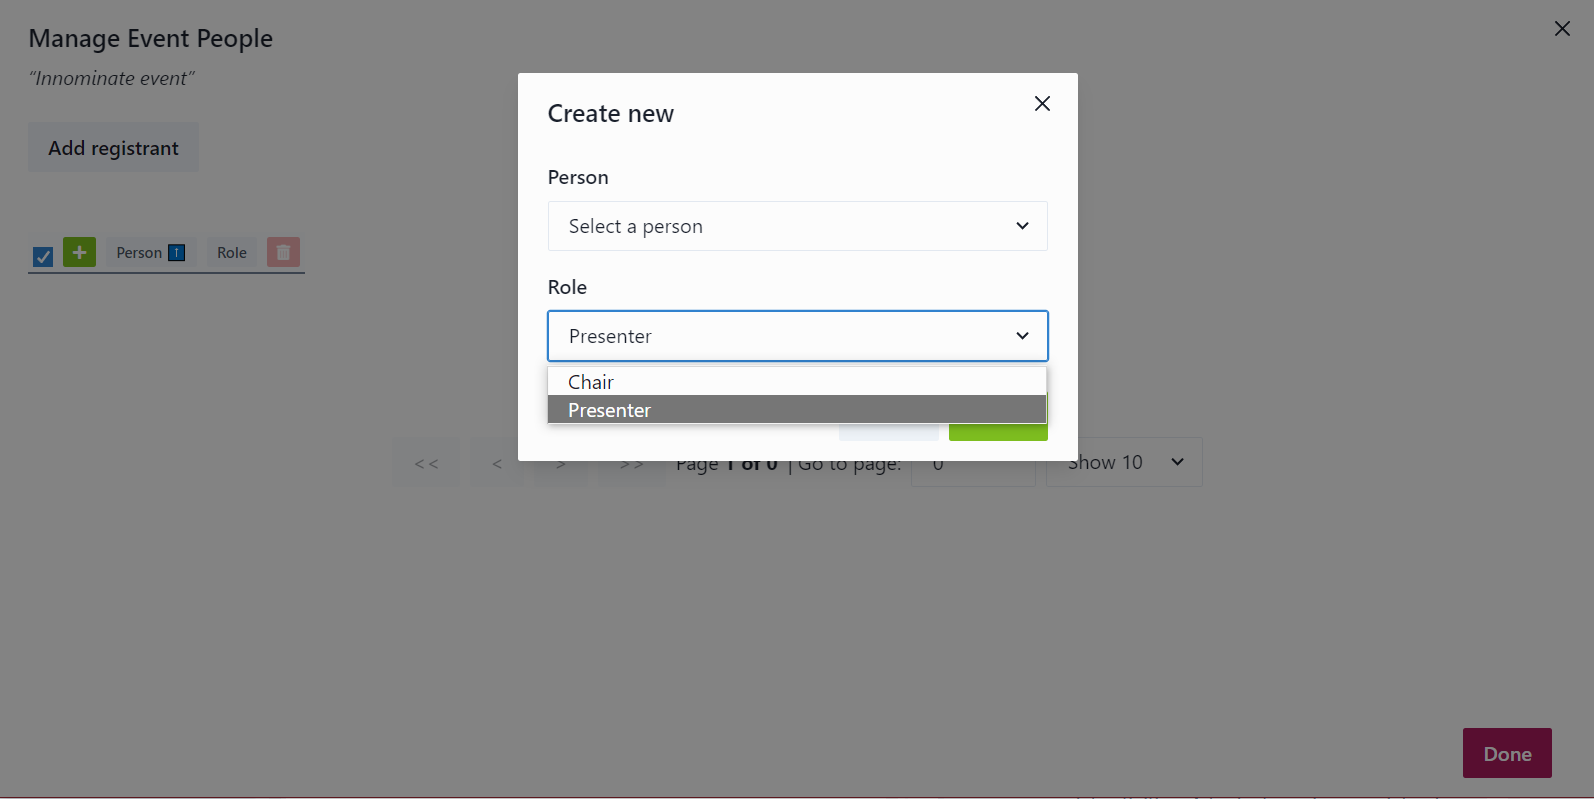 Manage Event People
“Innominate event”
Add registrant
Person
Role
Create new
Person
Select a person
Role
Presenter
Chair
Presenter
<< < > >> Page 1 of 0 | Go to page: 0 Show 10
Done